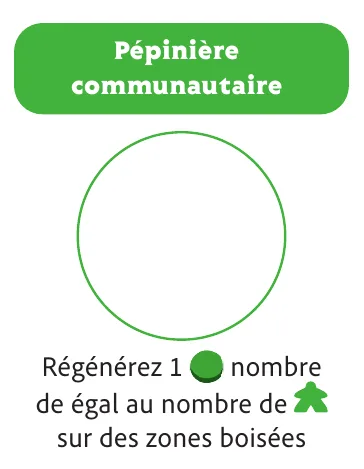 Pépinière
communautaire
Régénérez 1 nombre
de égal au nombre de
sur des zones boisées